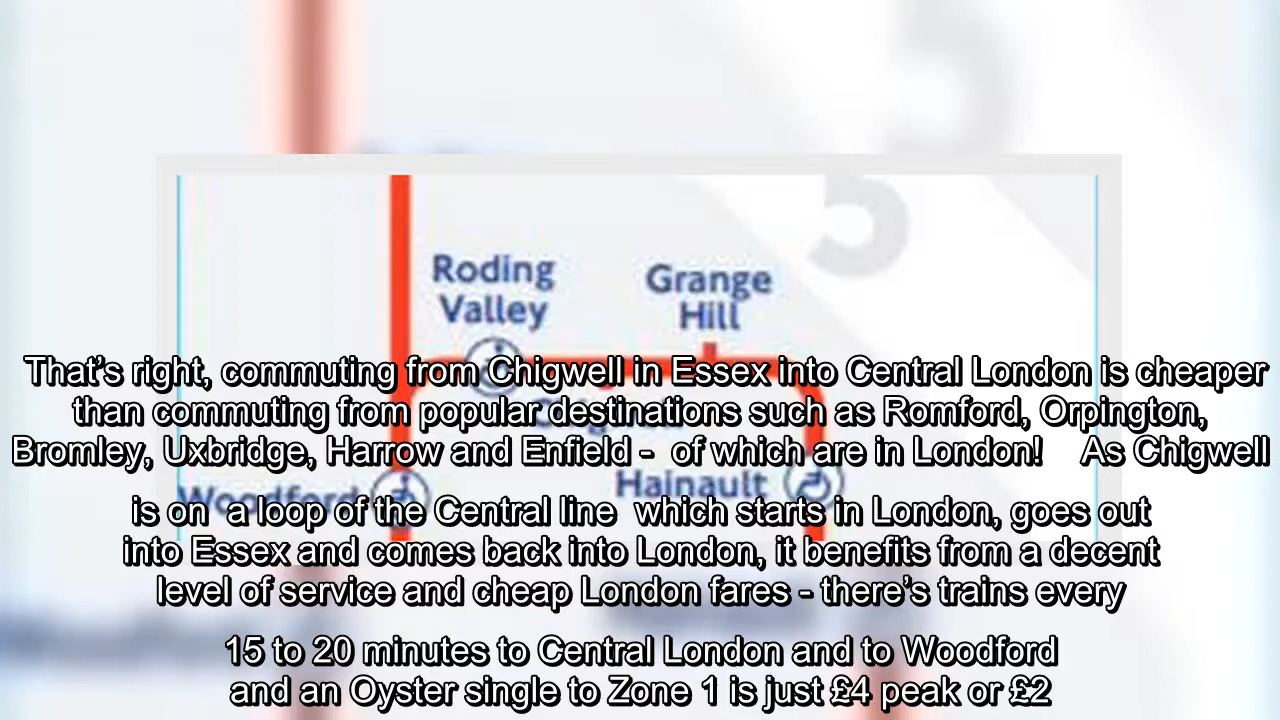 5
5
Roding
Valley
Grange
Hill
That's right, commuting from Chigwell in Essex into Central London is cheaper
than commuting from popular destinations such as Romford, Orpington,
Bromley, Uxbridge, Harrow and Enfield - of which are in London! As Chigwell
Hainault
Woodford
is on a loop of the Central line which starts in London, goes out
into Essex and comes back into London, it benefits from a decent
level of service and cheap London fares - there's trains every
15 to 20 minutes to Central London and to Woodford
and an Oyster single to Zone 1 is just £4 peak or £2